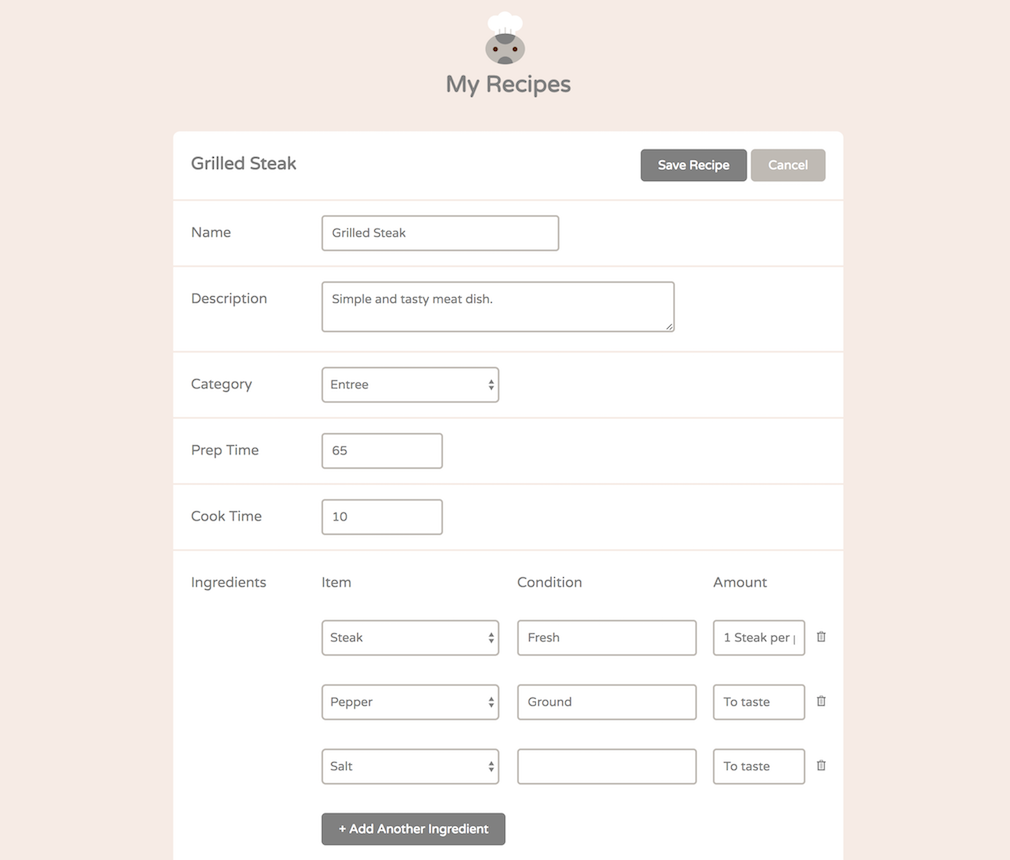 My Recipes
Grilled Steak
Save Recipe Cancel
Name Grilled Steak
Description Simple and tasty meat dish.
Category Entree
Prep Time 65
Cook Time 10
Ingredients Item Condition Amount
Steak Fresh 1 Steak per
Pepper Ground To taste
Salt To taste
+ Add Another Ingredient